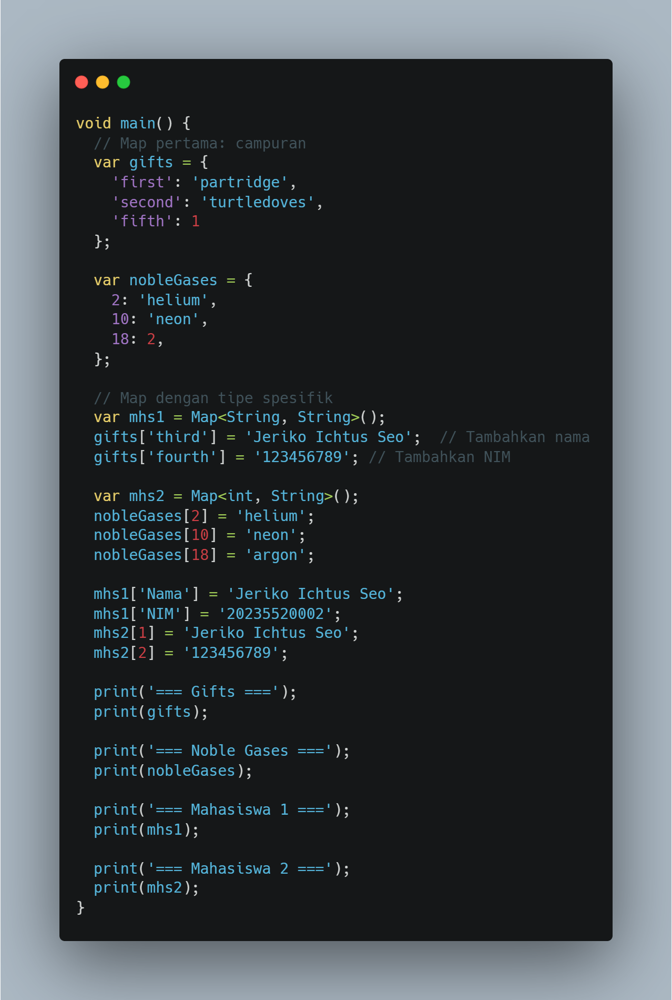 void main() {
  // Map pertama: campuran
  var gifts = {
    'first': 'partridge',
    'second': 'turtledoves',
    'fifth': 1
  };

  var nobleGases = {
    2: 'helium',
    10: 'neon',
    18: 2,
  };

  // Map dengan tipe spesifik
  var mhs1 = Map<String, String>();
  gifts['third'] = 'Jeriko Ichtus Seo';  // Tambahkan nama
  gifts['fourth'] = '123456789'; // Tambahkan NIM

  var mhs2 = Map<int, String>();
  nobleGases[2] = 'helium';
  nobleGases[10] = 'neon';
  nobleGases[18] = 'argon';

  mhs1['Nama'] = 'Jeriko Ichtus Seo';
  mhs1['NIM'] = '20235520002';
  mhs2[1] = 'Jeriko Ichtus Seo';
  mhs2[2] = '123456789';

  print('=== Gifts ===');
  print(gifts);

  print('=== Noble Gases ===');
  print(nobleGases);

  print('=== Mahasiswa 1 ===');
  print(mhs1);

  print('=== Mahasiswa 2 ===');
  print(mhs2);
}